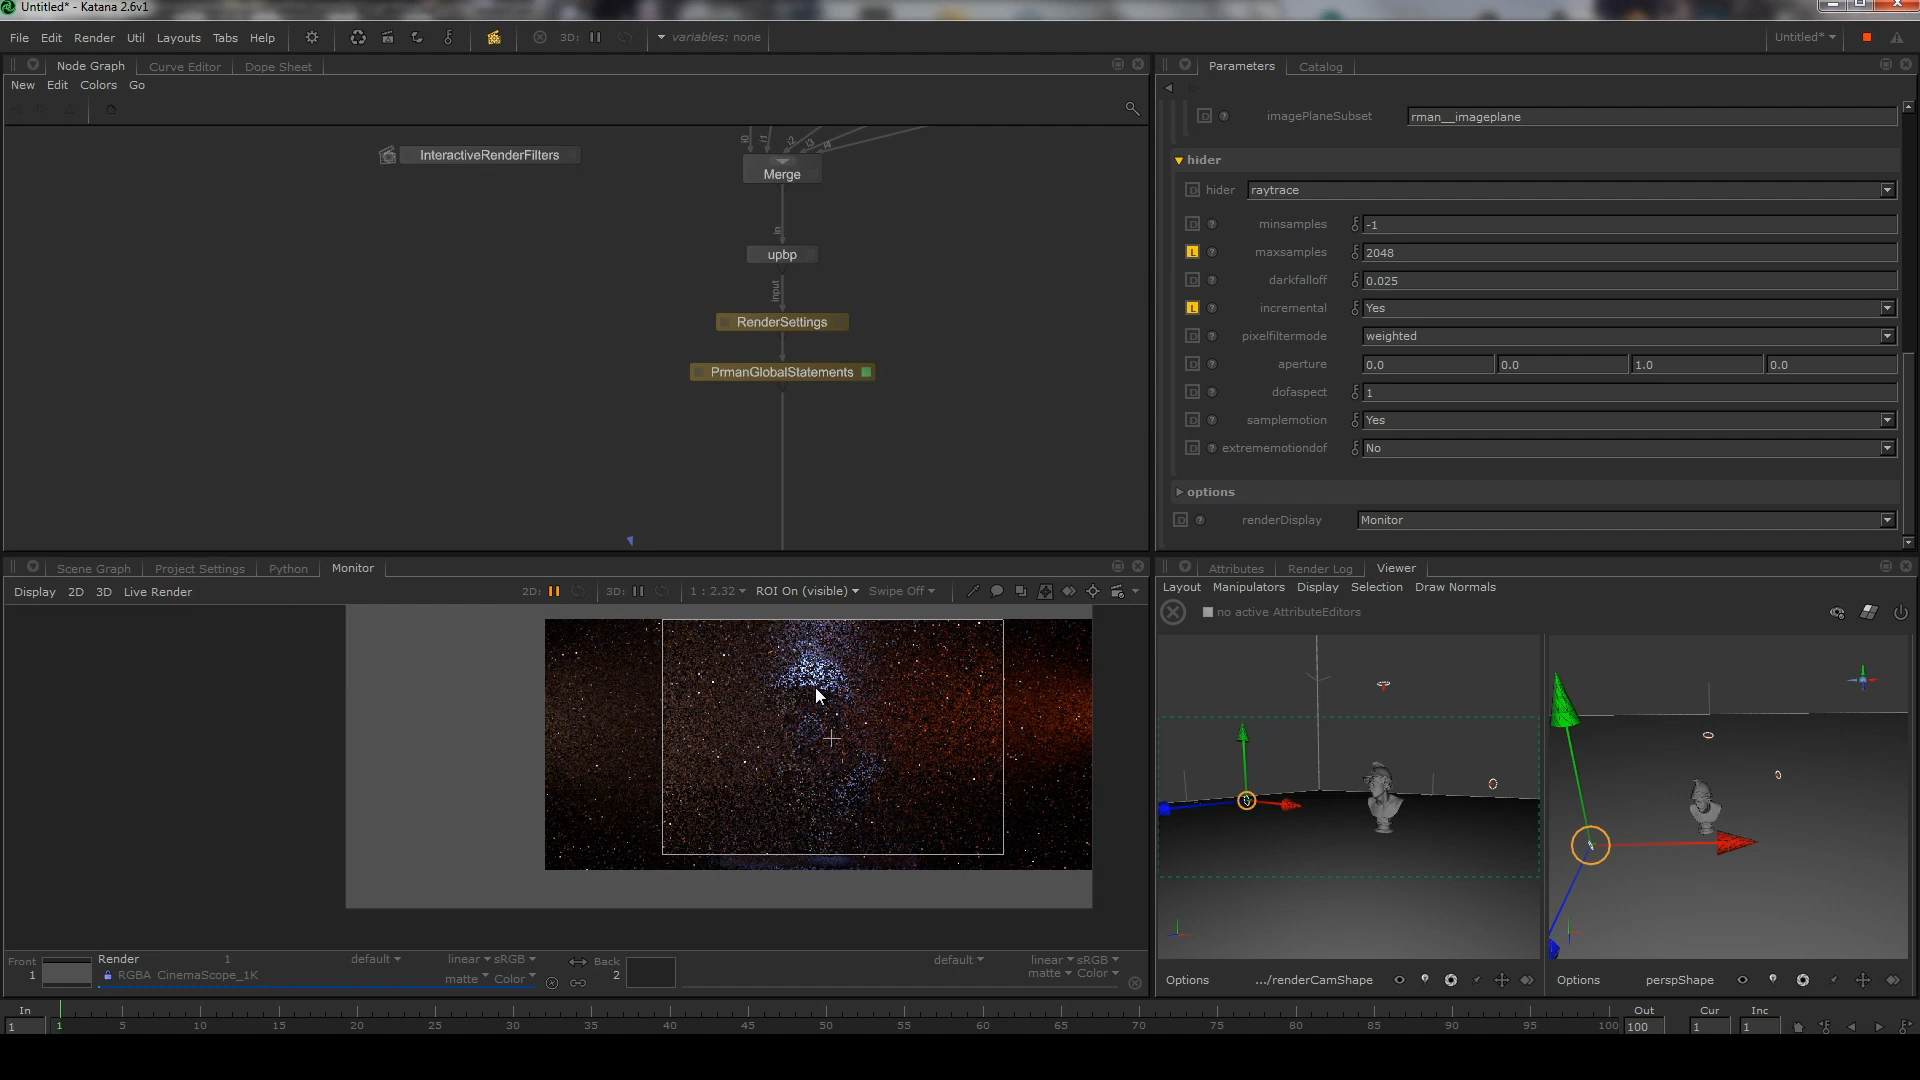 Untitled* - Katana 2.6v1
File Edit Render Util Layouts Tabs Help 3D: variables: none Untitled*
Node Graph Curve Editor Dope Sheet
New Edit Colors Go
InteractiveRenderFilters
i0 i1 i2 i3 i4
Merge
in
upbp
input
RenderSettings
PrmanGlobalStatements
Parameters Catalog
imagePlaneSubset rman__imageplane
hider
hider raytrace
minsamples -1
L maxsamples 2048
darkfalloff 0.025
L incremental Yes
pixelfiltermode weighted
aperture 0.0 0.0 1.0 0.0
dofaspect 1
samplemotion Yes
extrememotiondof No
options
renderDisplay Monitor
Scene Graph Project Settings Python Monitor
Display 2D 3D Live Render 2D: 3D: 1 : 2.32 ROI On (visible) Swipe Off
Front Render 1 default linear sRGB Back default linear sRGB
1 RGBA CinemaScope_1K matte Color 2 matte Color
Attributes Render Log Viewer
Layout Manipulators Display Selection Draw Normals
no active AttributeEditors
Options .../renderCamShape Options perspShape
In Out Cur Inc
1 1 5 10 15 20 25 30 35 40 45 50 55 60 65 70 75 80 85 90 95 100 100 1 1